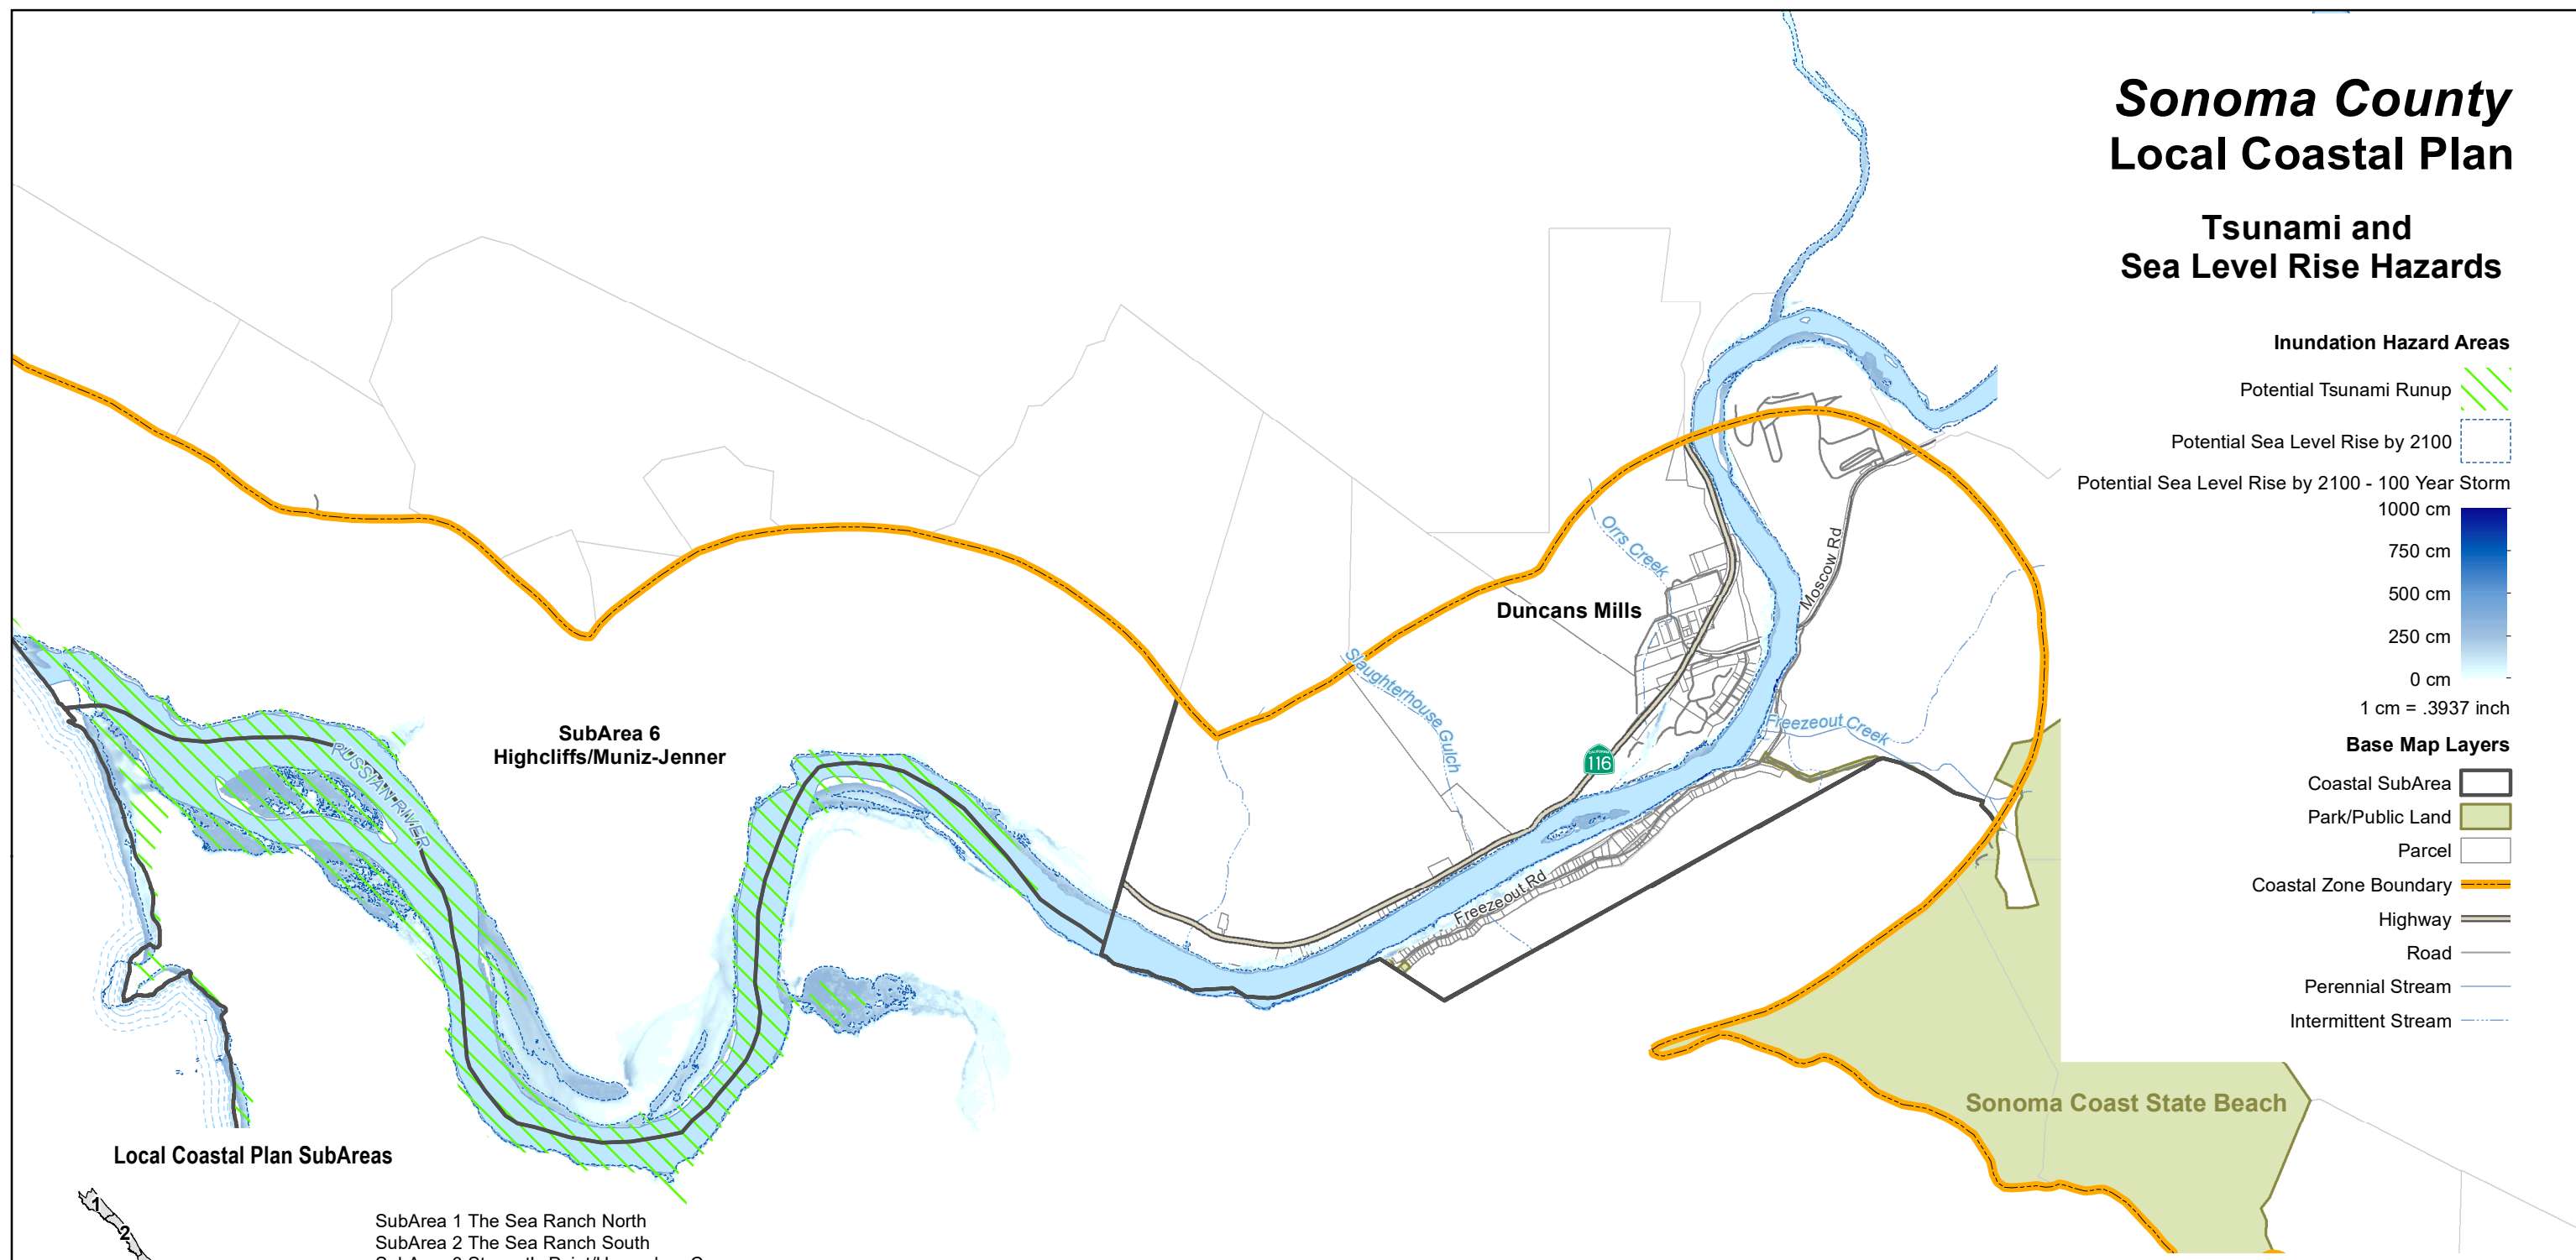 Sonoma County
Local Coastal Plan
Tsunami and
Sea Level Rise Hazards
Inundation Hazard Areas
Potential Tsunami Runup
Potential Sea Level Rise by 2100
Potential Sea Level Rise by 2100 - 100 Year Storm
1000 cm
750 cm
500 cm
250 cm
0 cm
1 cm = .3937 inch
Base Map Layers
Coastal SubArea
Park/Public Land
Parcel
Coastal Zone Boundary
Highway
Road
Perennial Stream
Intermittent Stream
Orrs Creek
Moscow Rd
Duncans Mills
Slaughterhouse Gulch
Freezeout Creek
CALIFORNIA
116
SubArea 6
Highcliffs/Muniz-Jenner
RUSSIAN RIVER
Freezeout Rd
Sonoma Coast State Beach
Local Coastal Plan SubAreas
1
2
SubArea 1 The Sea Ranch North
SubArea 2 The Sea Ranch South